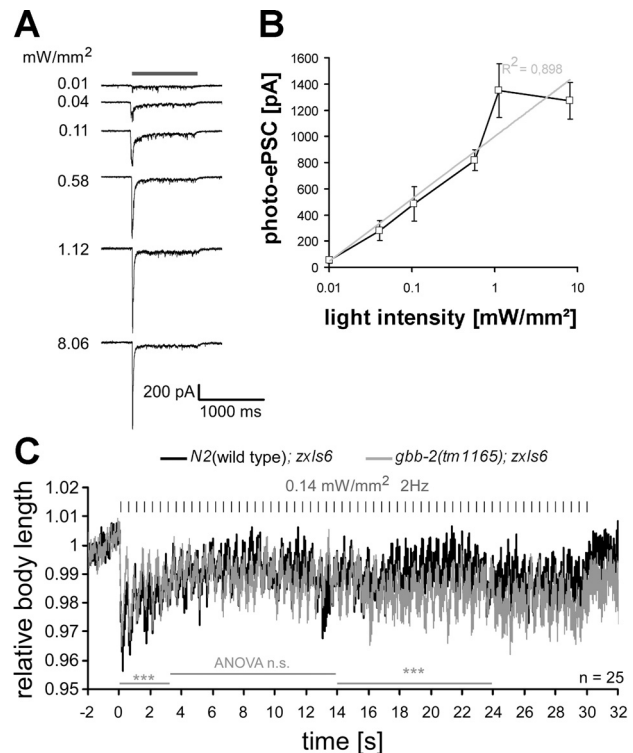 A
mW/mm²
0.01
0.04
0.11
0.58
1.12
8.06
200 pA
1000 ms
B
photo-ePSC [pA]
1600
1400
1200
1000
800
600
400
200
0
R² = 0,898
0.01 0.1 1 10
light intensity [mW/mm²]
C
N2(wild type); zxIs6 gbb-2(tm1165); zxIs6
0.14 mW/mm² 2Hz
relative body length
1.02
1.01
1
0.99
0.98
0.97
0.96
0.95
*** ANOVA n.s. ***
n = 25
-2 0 2 4 6 8 10 12 14 16 18 20 22 24 26 28 30 32
time [s]